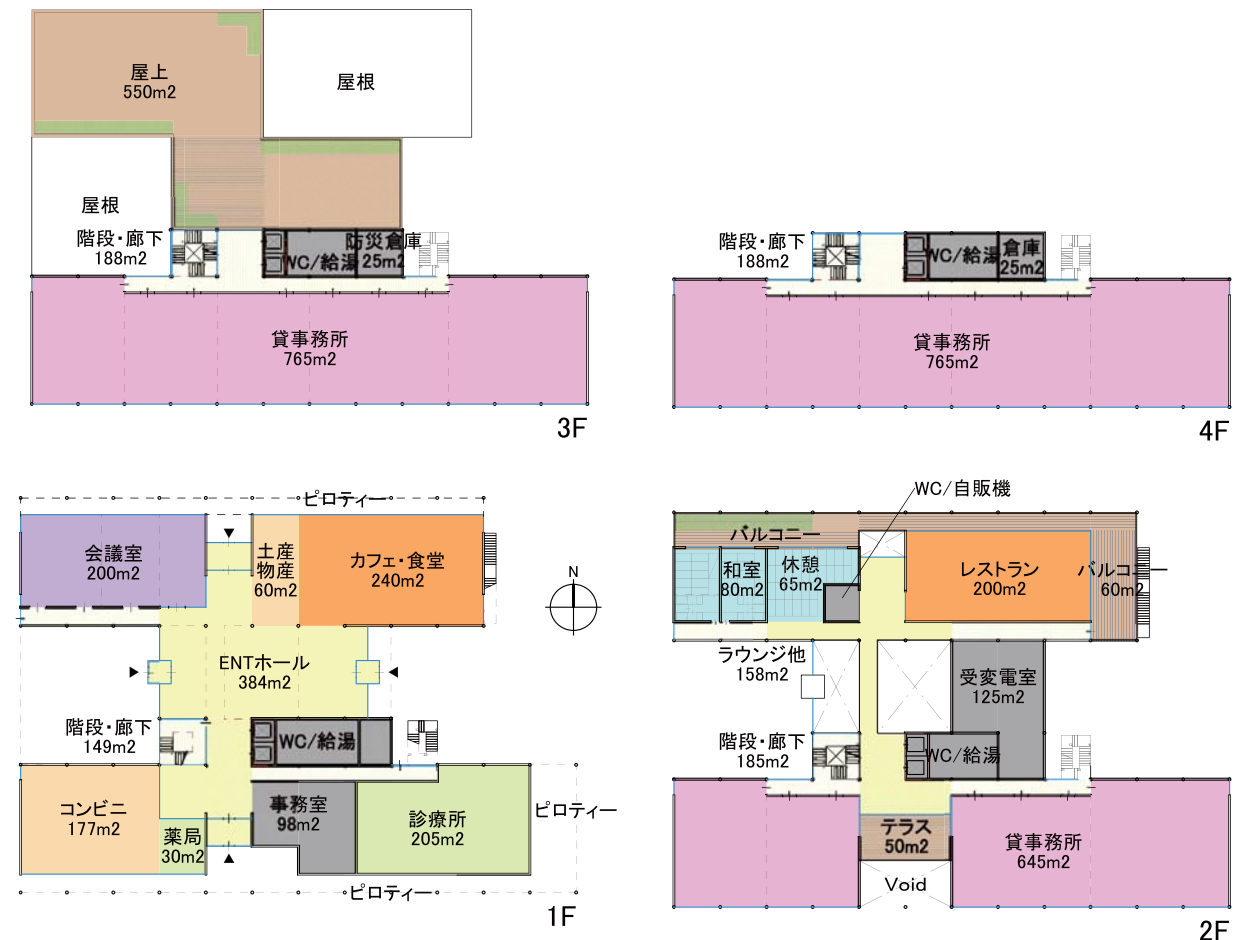 屋上
550m2
屋根
屋根
階段・廊下
188m2
WC/給湯
防災倉庫
25m2
貸事務所
765m2
3F
階段・廊下
188m2
WC/給湯
倉庫
25m2
貸事務所
765m2
4F
ピロティー
会議室
200m2
土産
物産
60m2
カフェ・食堂
240m2
N
ENTホール
384m2
階段・廊下
149m2
WC/給湯
コンビニ
177m2
薬局
30m2
事務室
98m2
診療所
205m2
ピロティー
ピロティー
1F
WC/自販機
バルコニー
和室
80m2
休憩
65m2
レストラン
200m2
バルコニー
60m2
ラウンジ他
158m2
受変電室
125m2
階段・廊下
185m2
WC/給湯
テラス
50m2
貸事務所
645m2
Void
2F